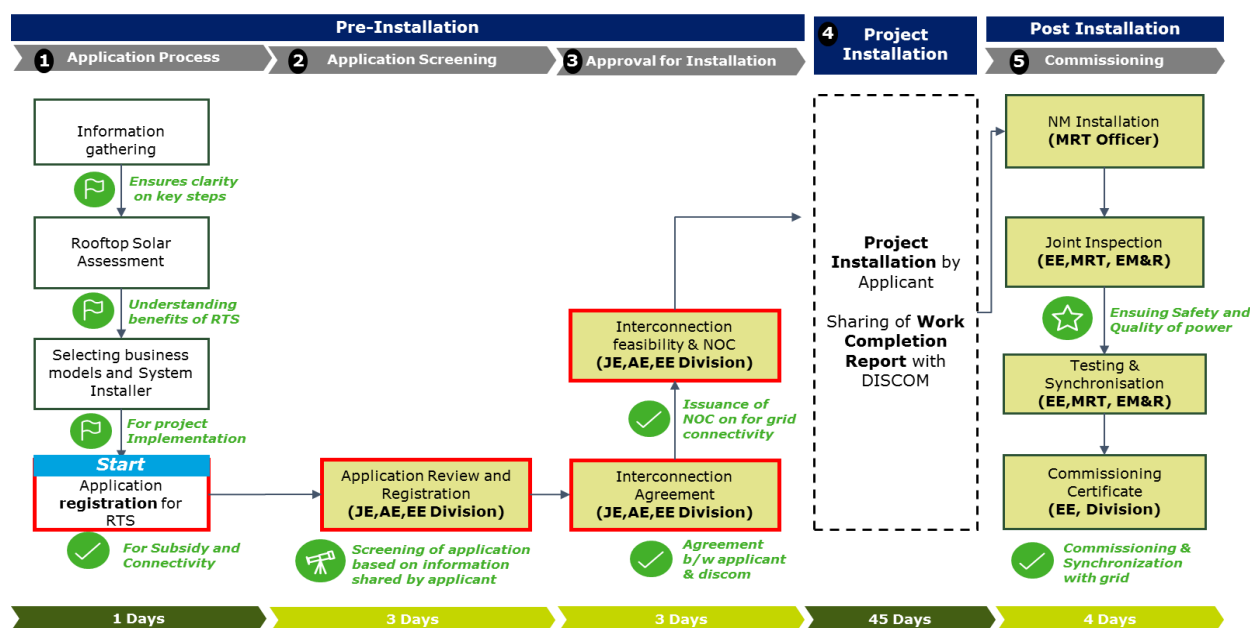 Pre-Installation
1 Application Process
2 Application Screening
3 Approval for Installation
4 Project
Installation
Post Installation
5 Commissioning
Information
gathering
Ensures clarity
on key steps
Rooftop Solar
Assessment
Understanding
benefits of RTS
Selecting business
models and System
Installer
For project
Implementation
Start
Application
registration for
RTS
For Subsidy and
Connectivity
Application Review and
Registration
(JE,AE,EE Division)
Screening of application
based on information
shared by applicant
Interconnection
feasibility & NOC
(JE,AE,EE Division)
Issuance of
NOC on for grid
connectivity
Interconnection
Agreement
(JE,AE,EE Division)
Agreement
b/w applicant
& discom
Project
Installation by
Applicant
Sharing of Work
Completion
Report with
DISCOM
NM Installation
(MRT Officer)
Joint Inspection
(EE,MRT, EM&R)
Ensuing Safety and
Quality of power
Testing &
Synchronisation
(EE,MRT, EM&R)
Commissioning
Certificate
(EE, Division)
Commissioning &
Synchronization
with grid
1 Days
3 Days
3 Days
45 Days
4 Days